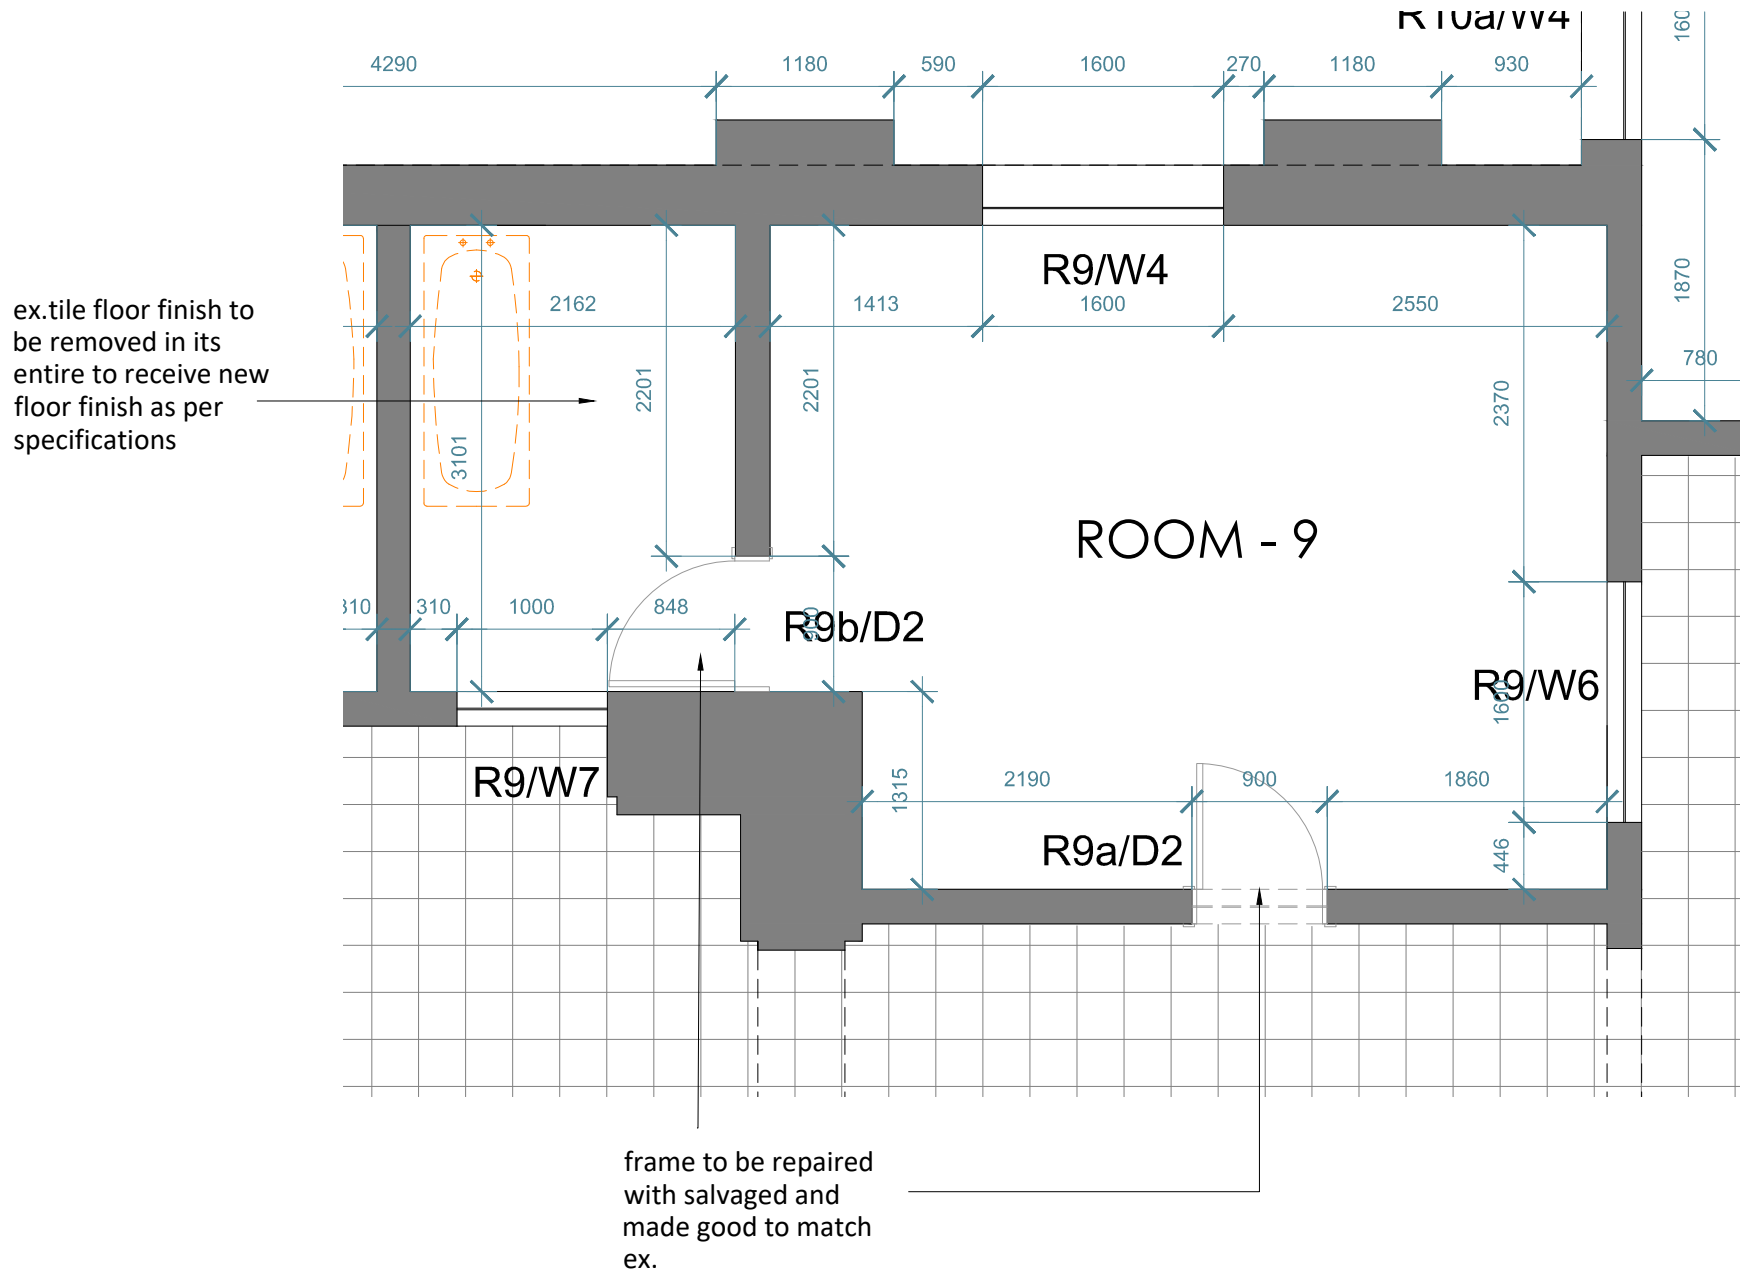 R10a/W4
160
4290
1180
590
1600
270
1180
930
1870
R9/W4
2162
1413
1600
2550
780
ex.tile floor finish to
be removed in its
entire to receive new
floor finish as per
specifications
2201
2201
2370
3101
ROOM - 9
310
310
1000
848
R9b/D2
900
R9/W6
1600
R9/W7
1315
2190
900
1860
R9a/D2
446
frame to be repaired
with salvaged and
made good to match
ex.